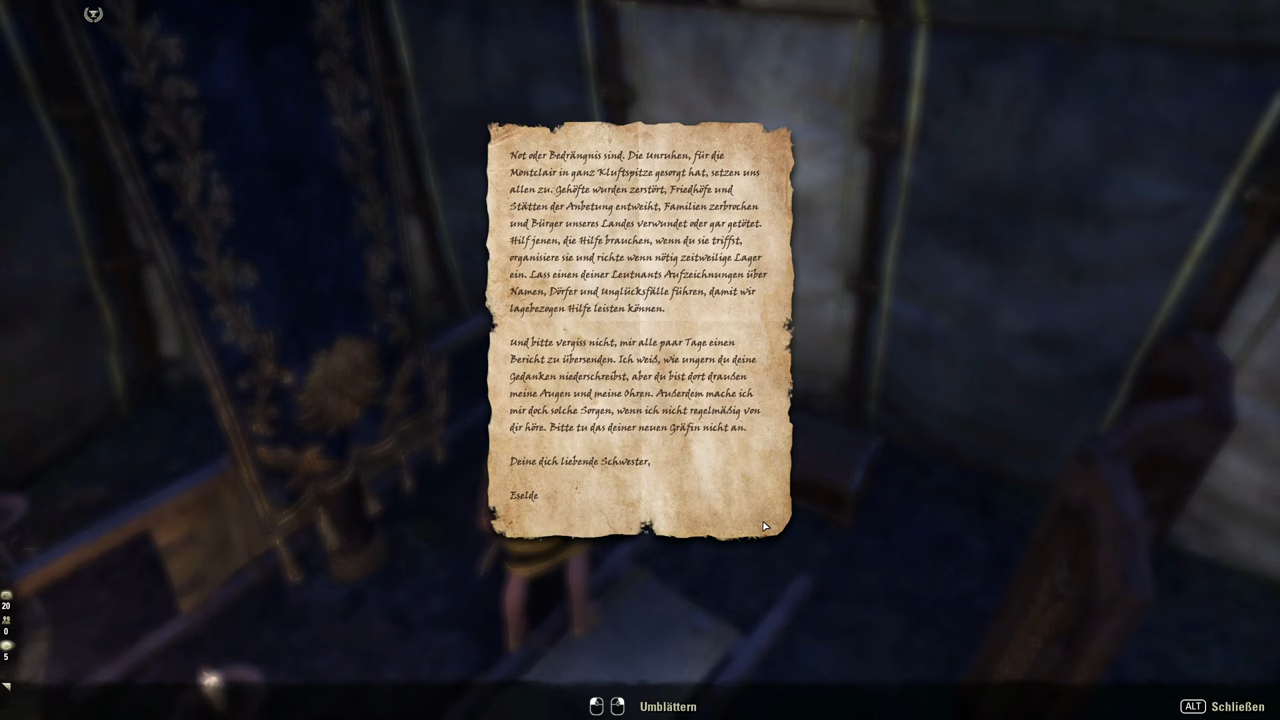 Not oder Bedrängnis sind. Die Unruhen, für die
Montclair in ganz Kluftspitze gesorgt hat, setzen uns
allen zu. Gehöfte wurden zerstört, Friedhöfe und
Stätten der Anbetung entweiht, Familien zerbrochen
und Bürger unseres Landes verwundet oder gar getötet.
Hilf jenen, die Hilfe brauchen, wenn du sie triffst,
organisiere sie und richte wenn nötig zeitweilige Lager
ein. Lass einen deiner Leutnants Aufzeichnungen über
Namen, Dörfer und Unglücksfälle führen, damit wir
lagebezogen Hilfe leisten können.
Und bitte vergiss nicht, mir alle paar Tage einen
Bericht zu übersenden. Ich weiß, wie ungern du deine
Gedanken niederschreibst, aber du bist dort draußen
meine Augen und meine Ohren. Außerdem mache ich
mir doch solche Sorgen, wenn ich nicht regelmäßig von
dir höre. Bitte tu das deiner neuen Gräfin nicht an.
Deine dich liebende Schwester,
Eselde
20
0
5
Umblättern
ALT Schließen